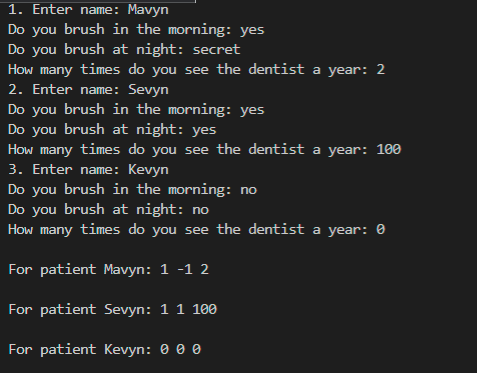 1. Enter name: Mavyn
Do you brush in the morning: yes
Do you brush at night: secret
How many times do you see the dentist a year: 2
2. Enter name: Sevyn
Do you brush in the morning: yes
Do you brush at night: yes
How many times do you see the dentist a year: 100
3. Enter name: Kevyn
Do you brush in the morning: no
Do you brush at night: no
How many times do you see the dentist a year: 0
For patient Mavyn: 1 -1 2
For patient Sevyn: 1 1 100
For patient Kevyn: 0 0 0